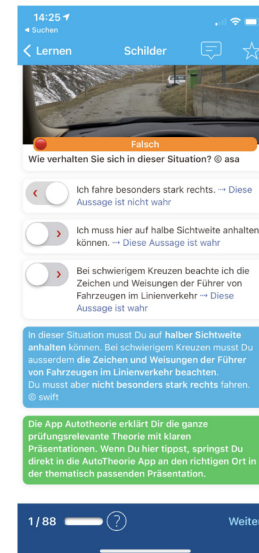 14:25
Suchen
Lernen
Schilder
Falsch
Wie verhalten Sie sich in dieser Situation? © asa
Ich fahre besonders stark rechts. → Diese
Aussage ist nicht wahr
Ich muss hier auf halbe Sichtweite anhalten
können. → Diese Aussage ist wahr
Bei schwierigem Kreuzen beachte ich die
Zeichen und Weisungen der Führer von
Fahrzeugen im Linienverkehr → Diese
Aussage ist wahr
In dieser Situation musst Du auf halber Sichtweite
anhalten können. Bei schwierigem Kreuzen musst Du
ausserdem die Zeichen und Weisungen der Führer
von Fahrzeugen im Linienverkehr beachten.
Du musst aber nicht besonders stark rechts fahren.
© swift
Die App Autotheorie erklärt Dir die ganze
prüfungsrelevante Theorie mit klaren
Präsentationen. Wenn Du hier tippst, springst Du
direkt in die AutoTheorie App an den richtigen Ort in
der thematisch passenden Präsentation.
1/88
?
Weiter